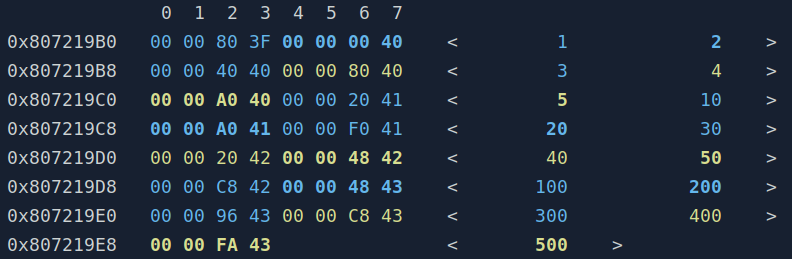 0 1 2 3 4 5 6 7
0x807219B0 00 00 80 3F 00 00 00 40 < 1 2 >
0x807219B8 00 00 40 40 00 00 80 40 < 3 4 >
0x807219C0 00 00 A0 40 00 00 20 41 < 5 10 >
0x807219C8 00 00 A0 41 00 00 F0 41 < 20 30 >
0x807219D0 00 00 20 42 00 00 48 42 < 40 50 >
0x807219D8 00 00 C8 42 00 00 48 43 < 100 200 >
0x807219E0 00 00 96 43 00 00 C8 43 < 300 400 >
0x807219E8 00 00 FA 43 < 500 >